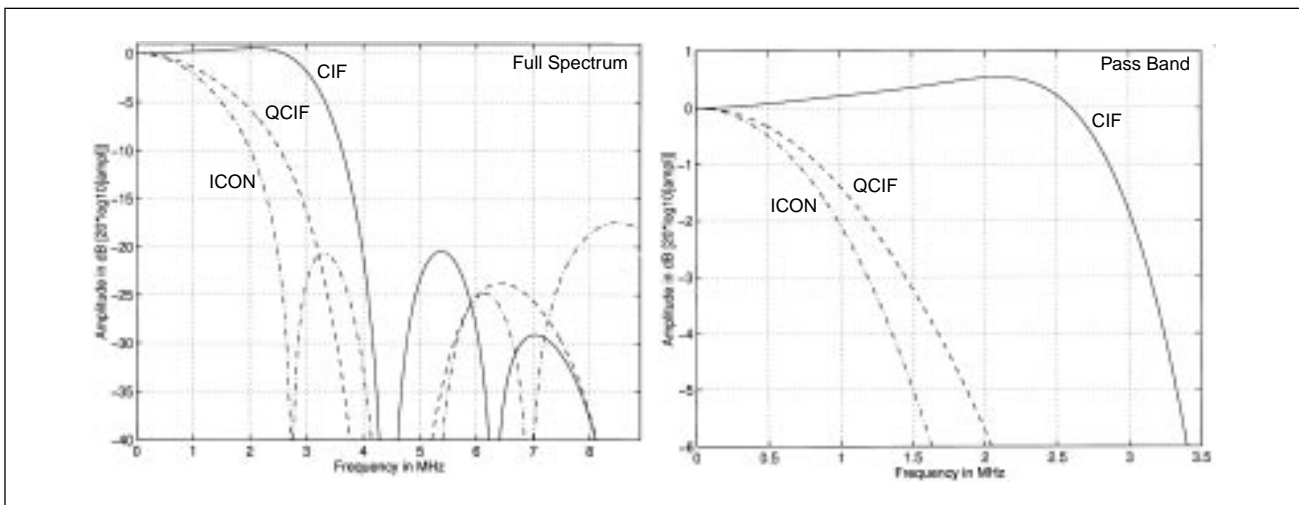 Full Spectrum
CIF
QCIF
ICON
0
-5
-10
-15
-20
-25
-30
-35
-40
0
1
2
3
4
5
6
7
8
Amplitude in dB [20*log10(ampl)]
Frequency in MHz
Pass Band
CIF
QCIF
ICON
1
0
-1
-2
-3
-4
-5
-6
0
0.5
1
1.5
2
2.5
3
3.5
Amplitude in dB [20*log10(ampl)]
Frequency in MHz